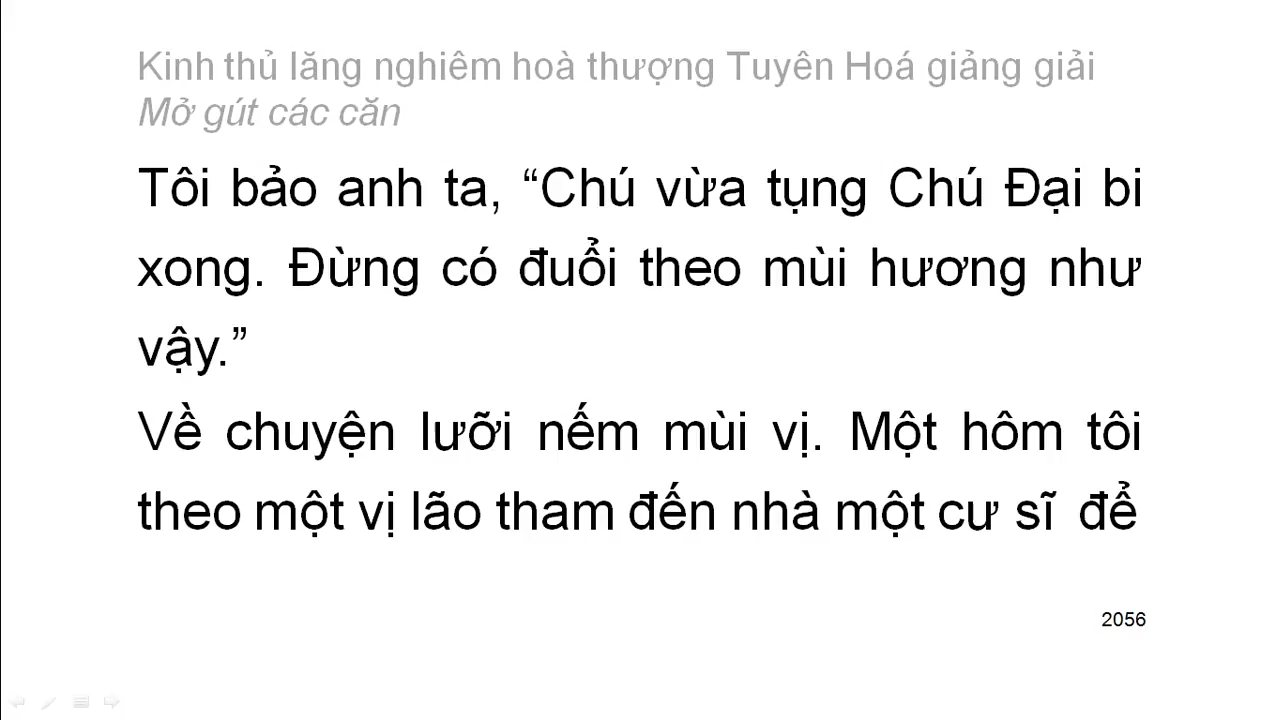 Kinh thủ lăng nghiêm hoà thượng Tuyên Hoá giảng giải
Mở gút các căn
Tôi bảo anh ta, “Chú vừa tụng Chú Đại bi
xong. Đừng có đuổi theo mùi hương như
vậy.”
Về chuyện lưỡi nếm mùi vị. Một hôm tôi
theo một vị lão tham đến nhà một cư sĩ để
2056